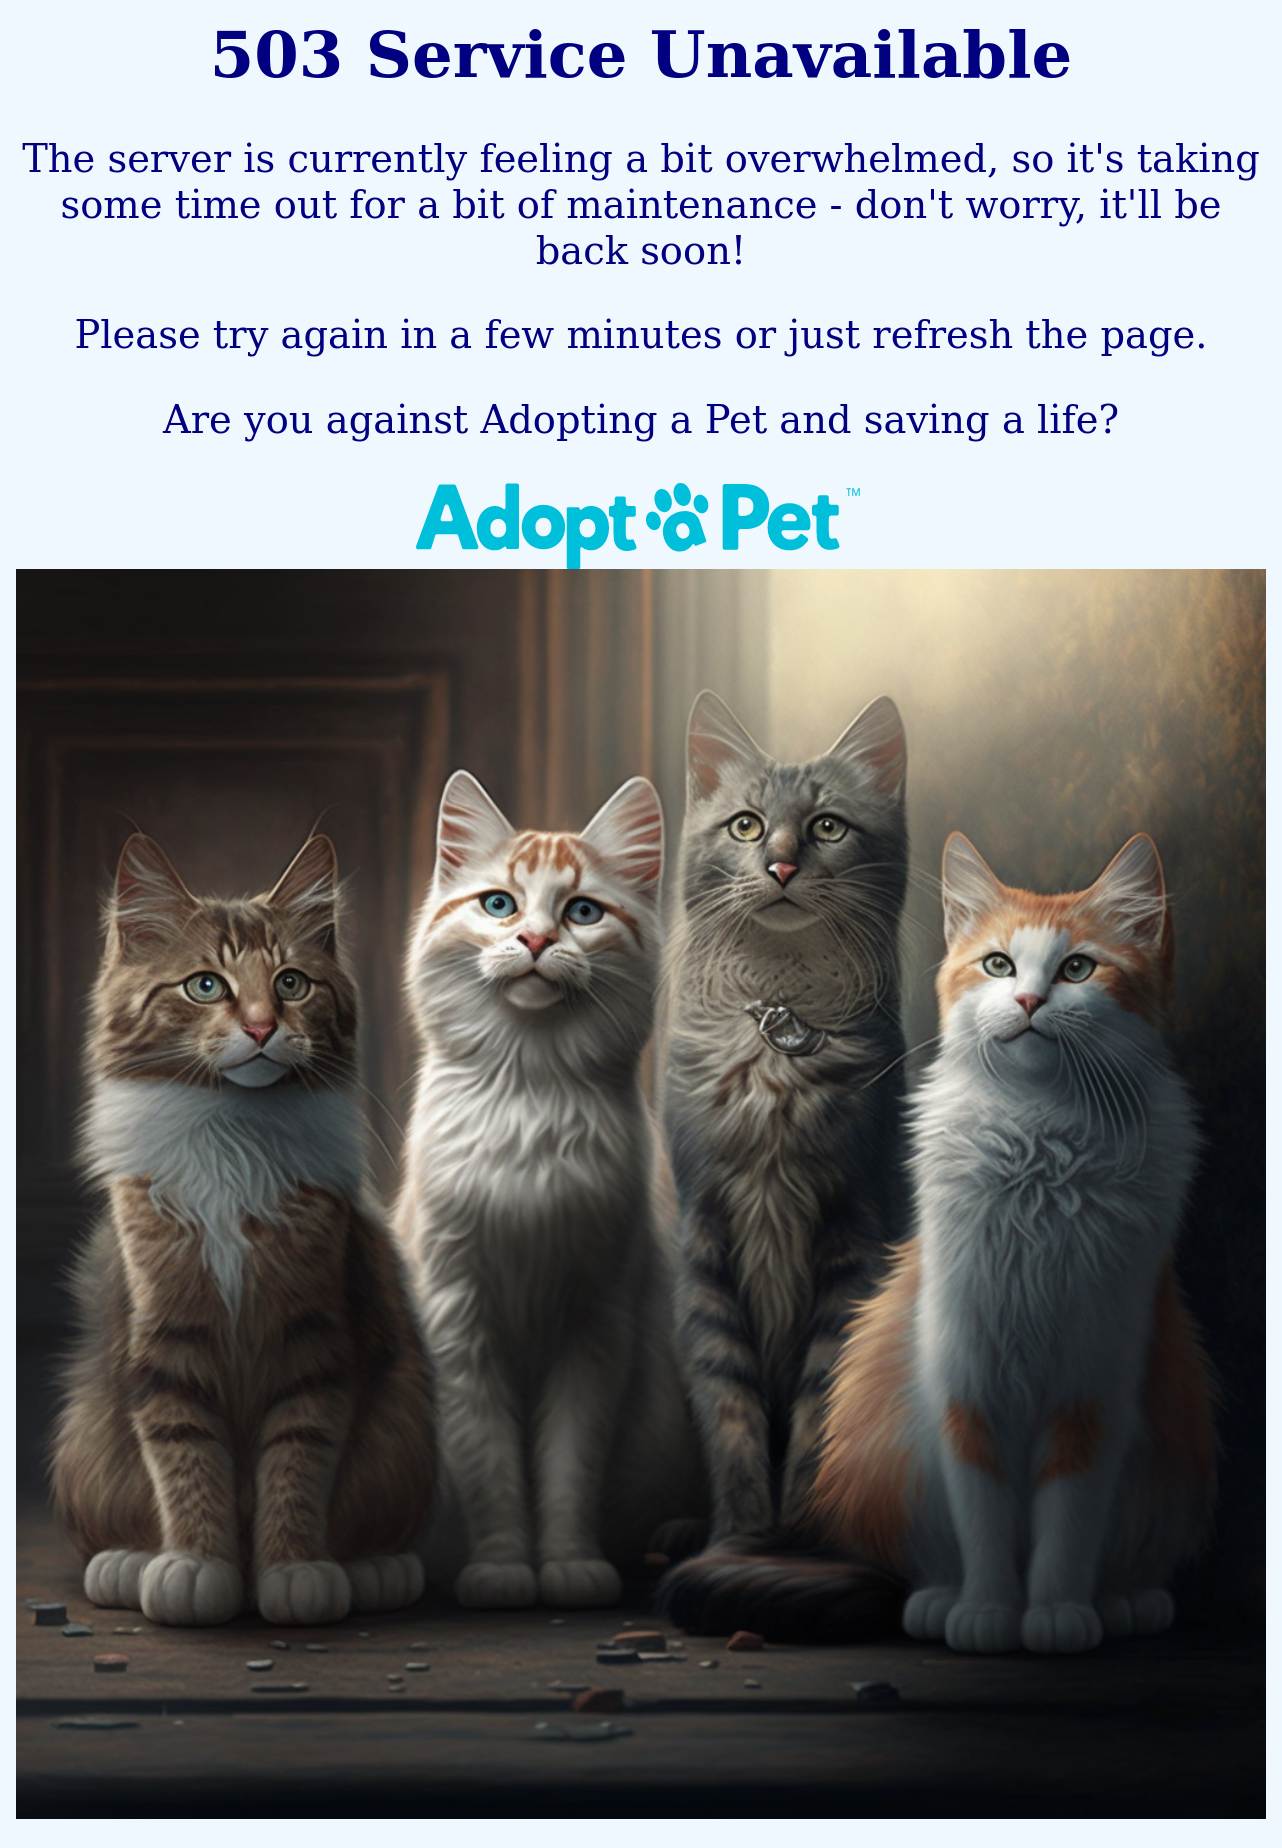 503 Service Unavailable
The server is currently feeling a bit overwhelmed, so it's taking
some time out for a bit of maintenance - don't worry, it'll be
back soon!
Please try again in a few minutes or just refresh the page.
Are you against Adopting a Pet and saving a life?
Adopt a Pet™